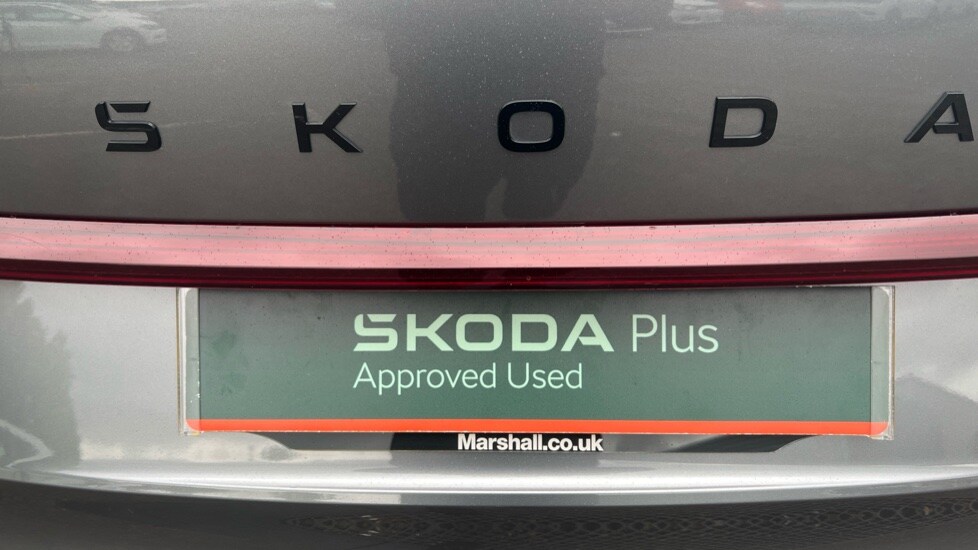 SKODA
SKODA Plus
Approved Used
Marshall.co.uk